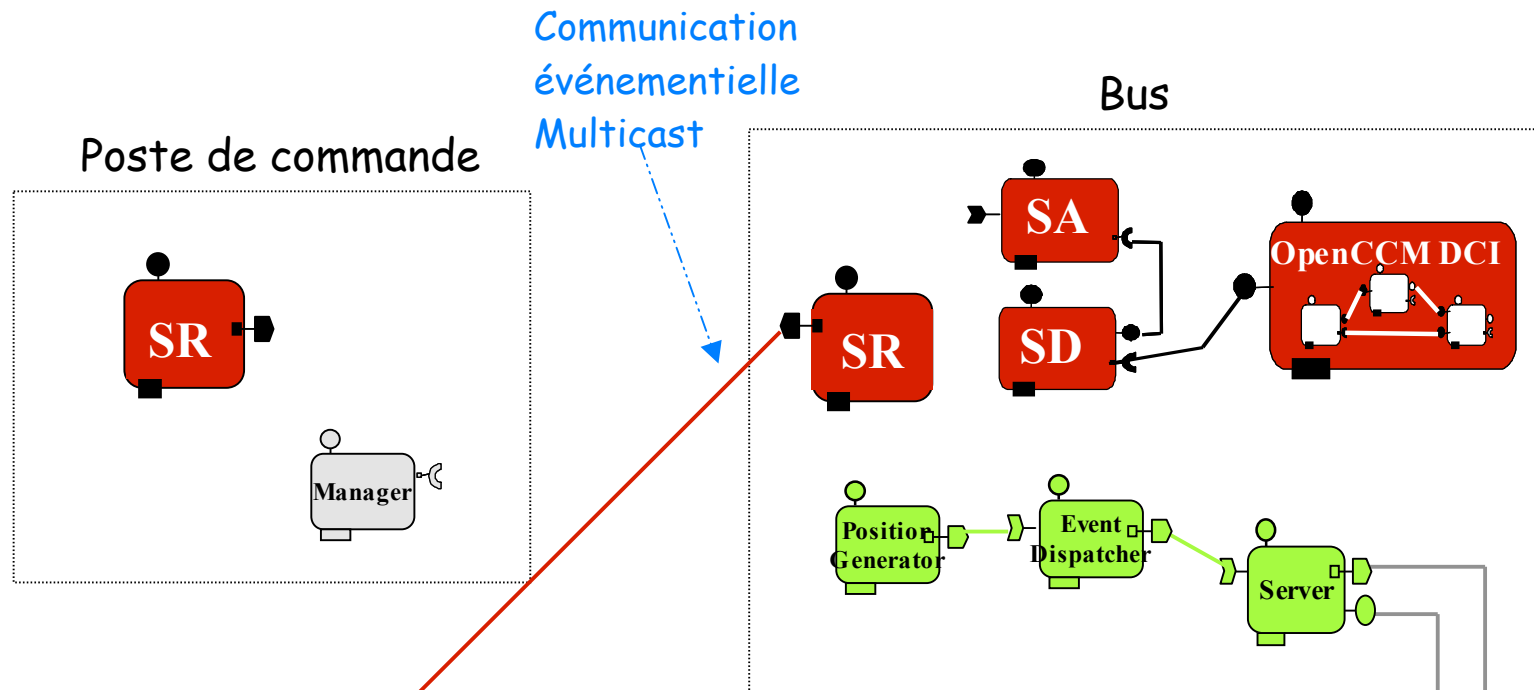 Communication
événementielle
Multicast
Bus
Poste de commande
SA
OpenCCM DCI
SR
SR
SD
Manager
Position
Generator
Event
Dispatcher
Server